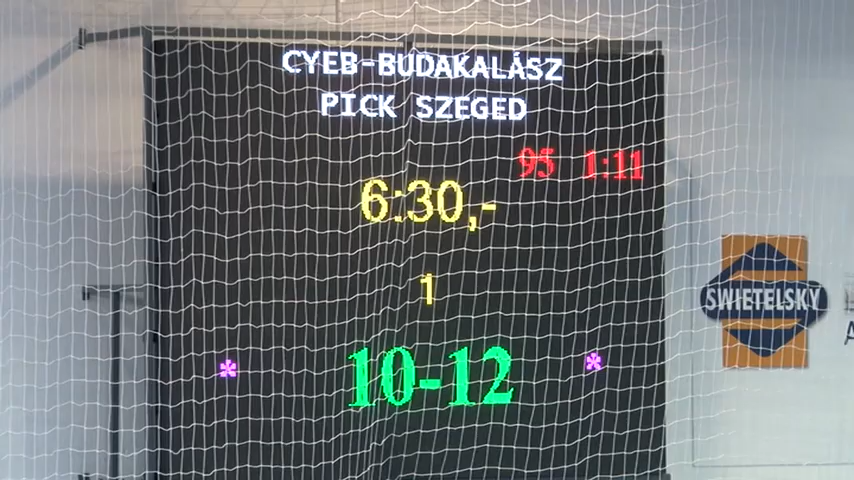 CYEB-BUDAKALÁSZ
PICK SZEGED
95 1:11
6:30,-
1
* 10-12 *
SWIETELSKY